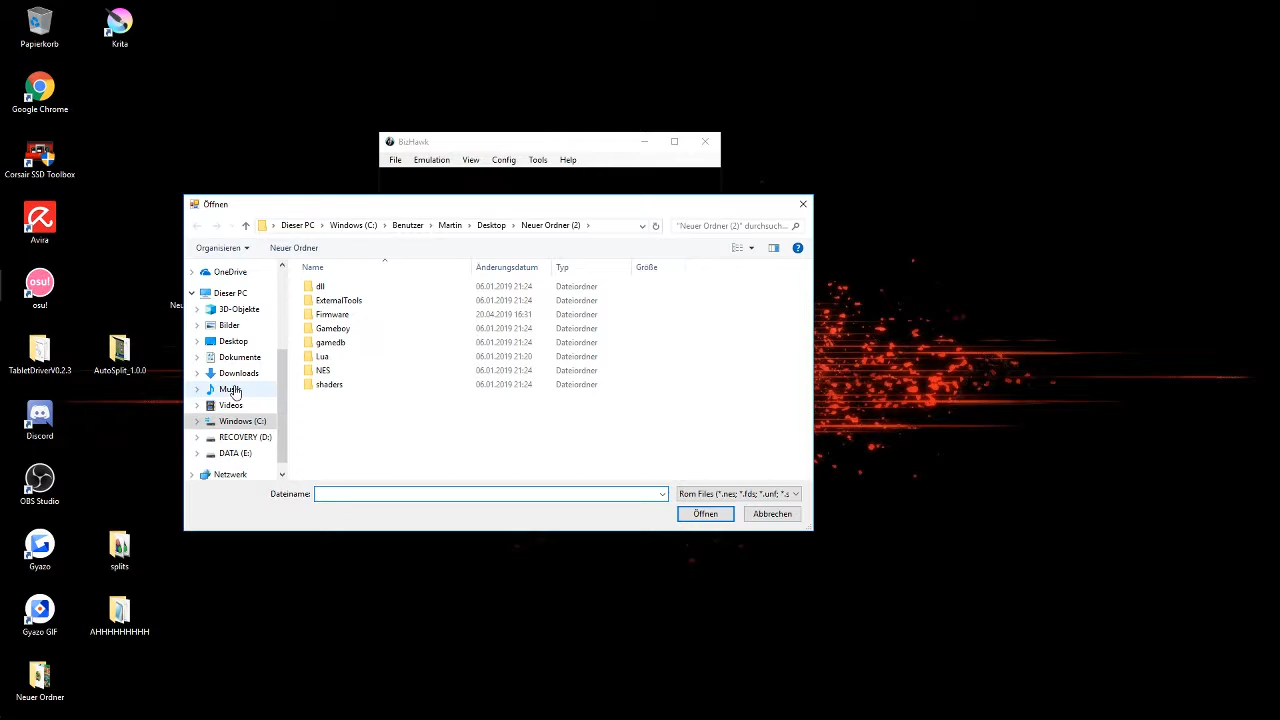 Papierkorb
Krita
Google Chrome
Corsair SSD Toolbox
Avira
osu!
TabletDriverV0.2.3
AutoSplit_1.0.0
Discord
OBS Studio
Gyazo
splits
Gyazo GIF
AHHHHHHHHH
Neuer Ordner
BizHawk
File Emulation View Config Tools Help
Öffnen
Dieser PC > Windows (C:) > Benutzer > Martin > Desktop > Neuer Ordner (2) >
"Neuer Ordner (2)" durchsuch...
Organisieren
Neuer Ordner
OneDrive
Dieser PC
3D-Objekte
Bilder
Desktop
Dokumente
Downloads
Videos
Windows (C:)
RECOVERY (D:)
DATA (E:)
Netzwerk
Name Änderungsdatum Typ Größe
dll 06.01.2019 21:24 Dateiordner
ExternalTools 06.01.2019 21:24 Dateiordner
Firmware 20.04.2019 16:31 Dateiordner
Gameboy 06.01.2019 21:24 Dateiordner
gamedb 06.01.2019 21:24 Dateiordner
Lua 06.01.2019 21:20 Dateiordner
NES 06.01.2019 21:24 Dateiordner
shaders 06.01.2019 21:24 Dateiordner
Dateiname:
Rom Files (*.nes; *.fds; *.unf; *.s
Öffnen
Abbrechen